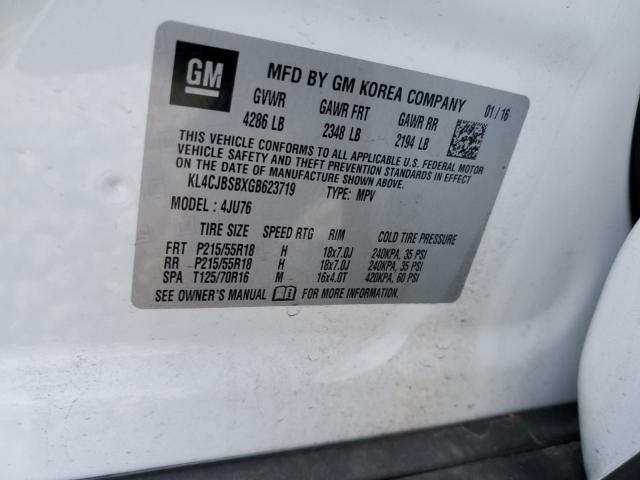 GM
MFD BY GM KOREA COMPANY
01/16
GVWR GAWR FRT GAWR RR
4286 LB 2348 LB 2194 LB
THIS VEHICLE CONFORMS TO ALL APPLICABLE U.S. FEDERAL MOTOR
VEHICLE SAFETY AND THEFT PREVENTION STANDARDS IN EFFECT
ON THE DATE OF MANUFACTURE SHOWN ABOVE.
KL4CJBSBXGB623719 TYPE: MPV
MODEL : 4JU76
TIRE SIZE SPEED RTG RIM COLD TIRE PRESSURE
FRT P215/55R18 H 18x7.0J 240KPA, 35 PSI
RR P215/55R18 H 18x7.0J 240KPA, 35 PSI
SPA T125/70R16 M 16x4.0T 420KPA, 60 PSI
SEE OWNER'S MANUAL FOR MORE INFORMATION.